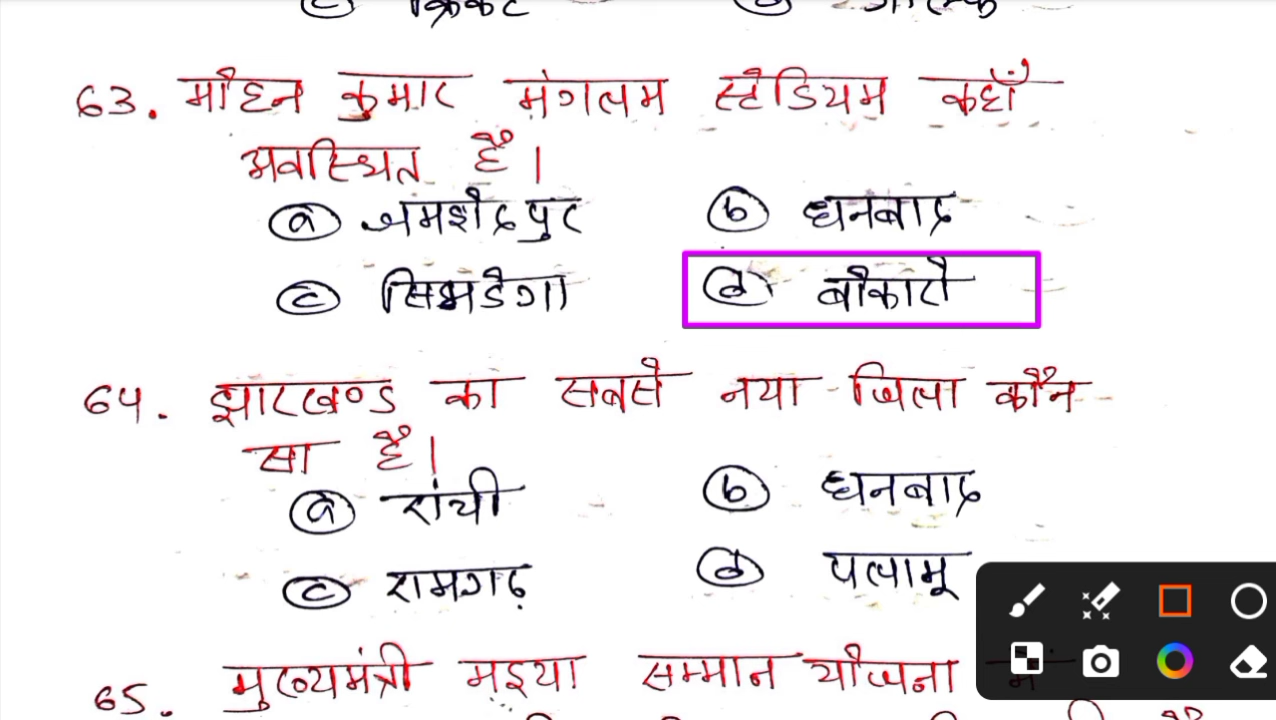 c क्रिकेट d
63. मोहन कुमार मंगलम स्टेडियम कहाँ
अवस्थित है।
a जमशेदपुर b धनबाद
c सिमडेगा d बोकारो
64. झारखण्ड का सबसे नया जिला कौन
सा है।
a रांची b धनबाद
c रामगढ़ d पलामू
65. मुख्यमंत्री मइया सम्मान योजना में